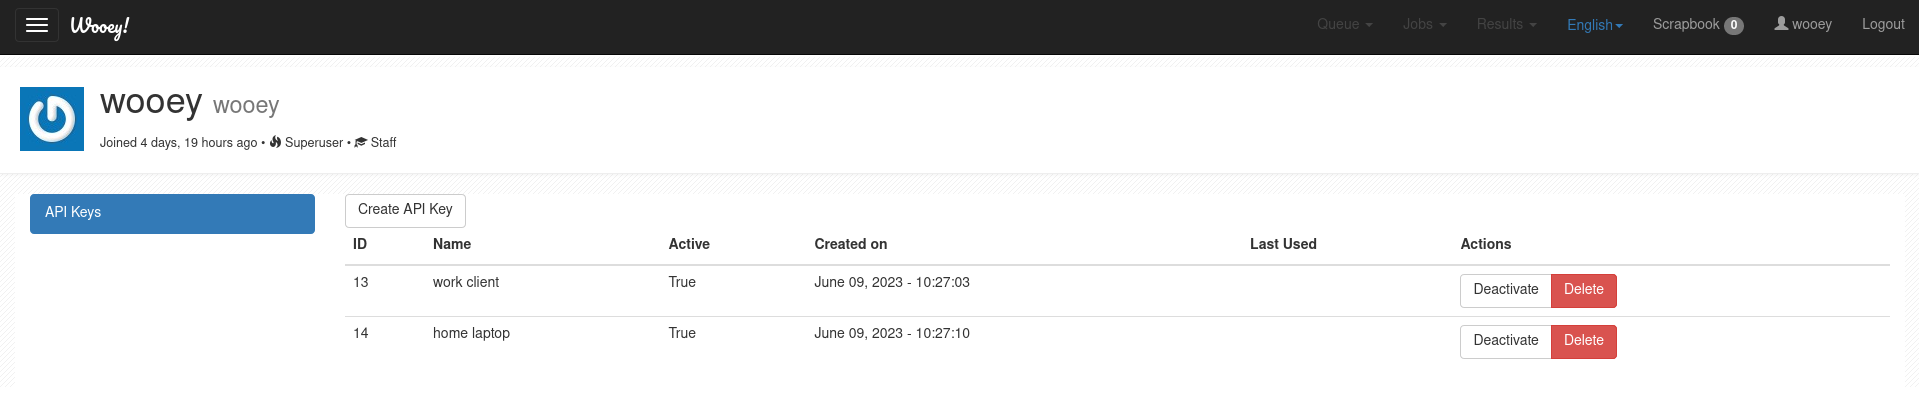 Wooey! Queue Jobs Results English Scrapbook 0 wooey Logout
wooey wooey
Joined 4 days, 19 hours ago • Superuser • Staff
API Keys
Create API Key
ID Name Active Created on Last Used Actions
13 work client True June 09, 2023 - 10:27:03 Deactivate Delete
14 home laptop True June 09, 2023 - 10:27:10 Deactivate Delete